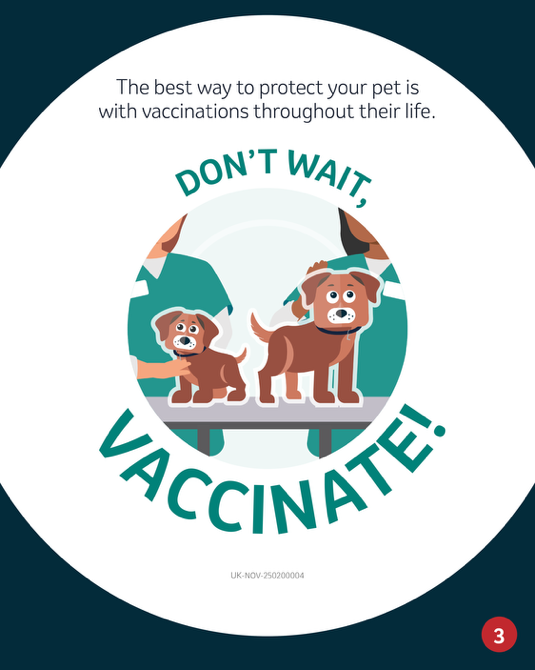 The best way to protect your pet is
with vaccinations throughout their life.
DON'T WAIT,
VACCINATE!
UK-NOV-250200004
3